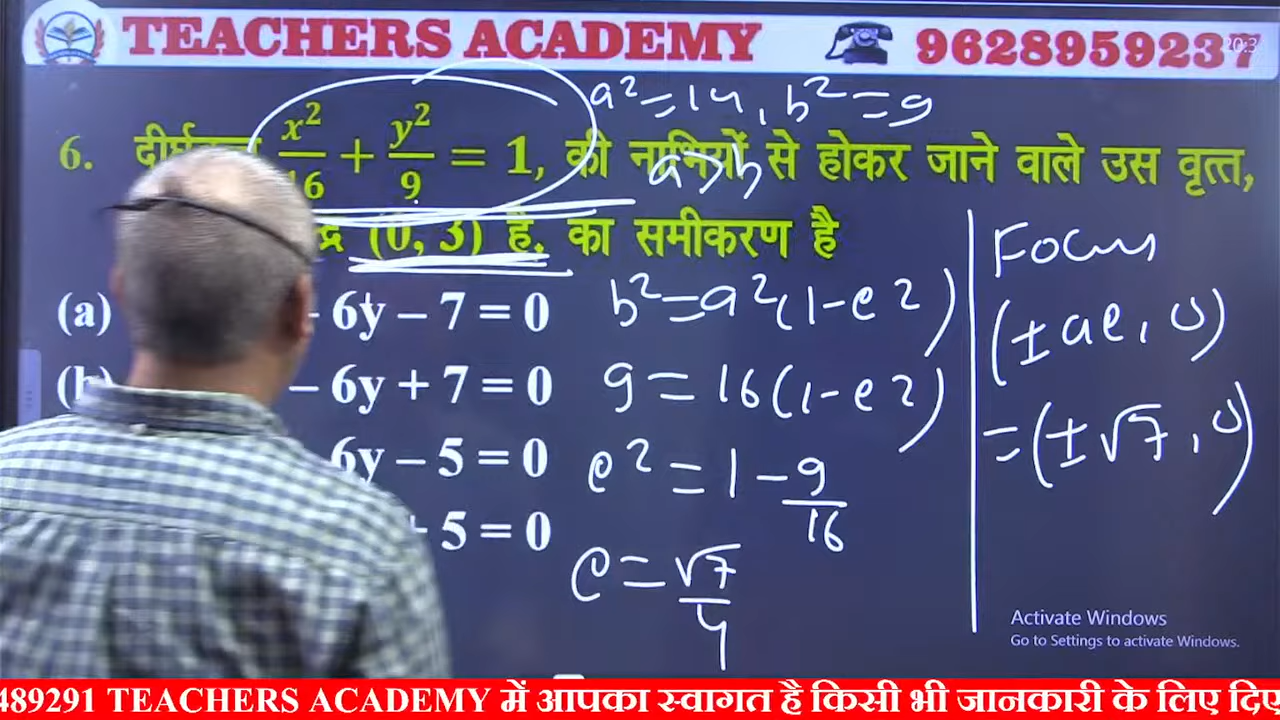 TEACHERS ACADEMY 9628959237
a² = 14, b² = 9
6. x²/16 + y²/9 = 1, की नाभियों से होकर जाने वाले उस वृत्त,
a > b
(0, 3) है. का समीकरण है
(a) 6y – 7 = 0
– 6y + 7 = 0
6y – 5 = 0
5 = 0
b² = a²(1 – e²)
9 = 16(1 – e²)
e² = 1 – 9/16
e = √7/4
Focus
(± ae, 0)
= (± √7, 0)
Activate Windows
Go to Settings to activate Windows.
489291 TEACHERS ACADEMY में आपका स्वागत है किसी भी जानकारी के लिए